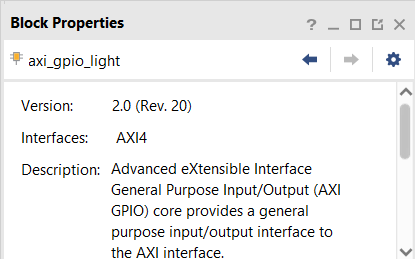 Block Properties
?
axi_gpio_light
Version: 2.0 (Rev. 20)
Interfaces: AXI4
Description: Advanced eXtensible Interface
General Purpose Input/Output (AXI
GPIO) core provides a general
purpose input/output interface to
the AXI interface.